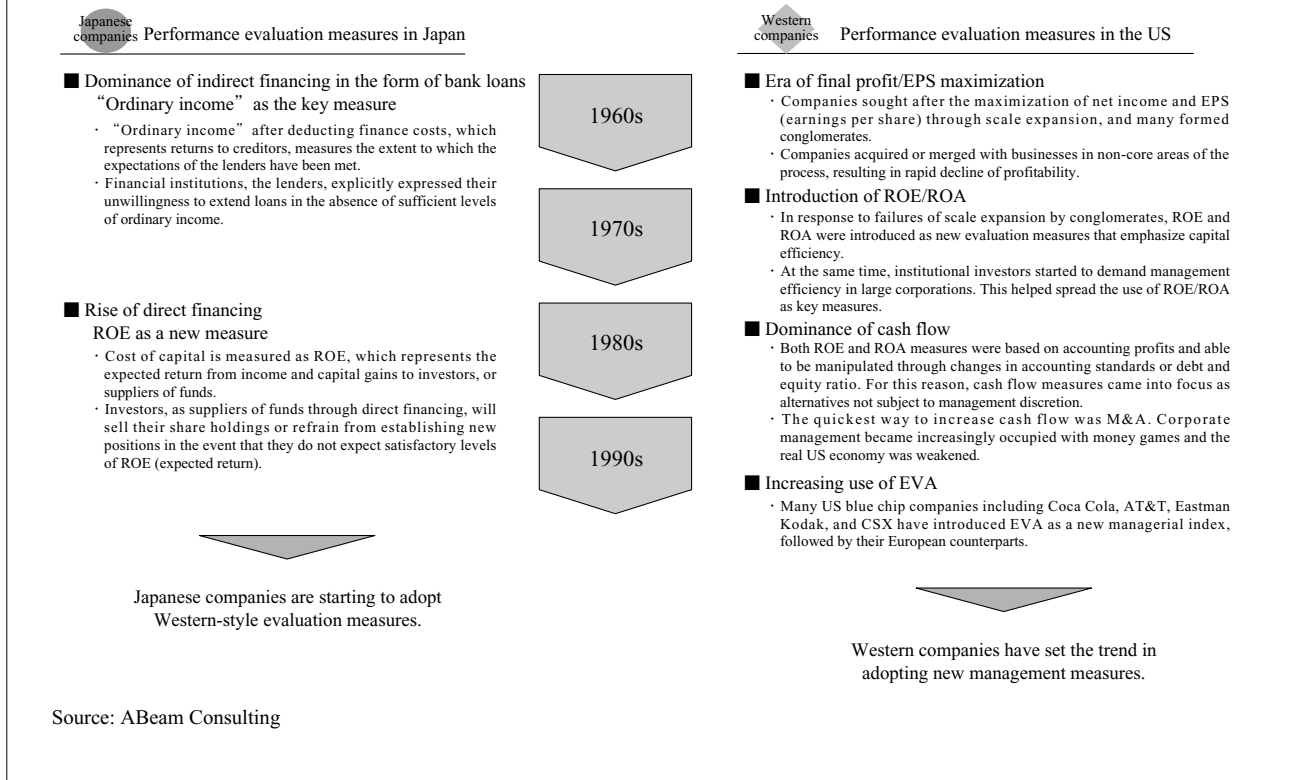 Japanese
companies
Performance evaluation measures in Japan
■ Dominance of indirect financing in the form of bank loans
“Ordinary income” as the key measure
・ “Ordinary income” after deducting finance costs, which
represents returns to creditors, measures the extent to which the
expectations of the lenders have been met.
・Financial institutions, the lenders, explicitly expressed their
unwillingness to extend loans in the absence of sufficient levels
of ordinary income.
■ Rise of direct financing
ROE as a new measure
・Cost of capital is measured as ROE, which represents the
expected return from income and capital gains to investors, or
suppliers of funds.
・Investors, as suppliers of funds through direct financing, will
sell their share holdings or refrain from establishing new
positions in the event that they do not expect satisfactory levels
of ROE (expected return).
Japanese companies are starting to adopt
Western-style evaluation measures.
1960s
1970s
1980s
1990s
Western
companies
Performance evaluation measures in the US
■ Era of final profit/EPS maximization
・Companies sought after the maximization of net income and EPS
(earnings per share) through scale expansion, and many formed
conglomerates.
・Companies acquired or merged with businesses in non-core areas of the
process, resulting in rapid decline of profitability.
■ Introduction of ROE/ROA
・In response to failures of scale expansion by conglomerates, ROE and
ROA were introduced as new evaluation measures that emphasize capital
efficiency.
・At the same time, institutional investors started to demand management
efficiency in large corporations. This helped spread the use of ROE/ROA
as key measures.
■ Dominance of cash flow
・Both ROE and ROA measures were based on accounting profits and able
to be manipulated through changes in accounting standards or debt and
equity ratio. For this reason, cash flow measures came into focus as
alternatives not subject to management discretion.
・The quickest way to increase cash flow was M&A. Corporate
management became increasingly occupied with money games and the
real US economy was weakened.
■ Increasing use of EVA
・Many US blue chip companies including Coca Cola, AT&T, Eastman
Kodak, and CSX have introduced EVA as a new managerial index,
followed by their European counterparts.
Western companies have set the trend in
adopting new management measures.
Source: ABeam Consulting